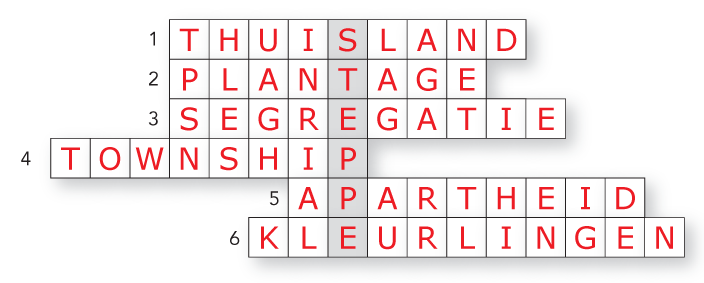 1 THUISLAND
2 PLANTAGE
3 SEGREGATIE
4 TOWNSHIP
5 APARTHEID
6 KLEURLINGEN